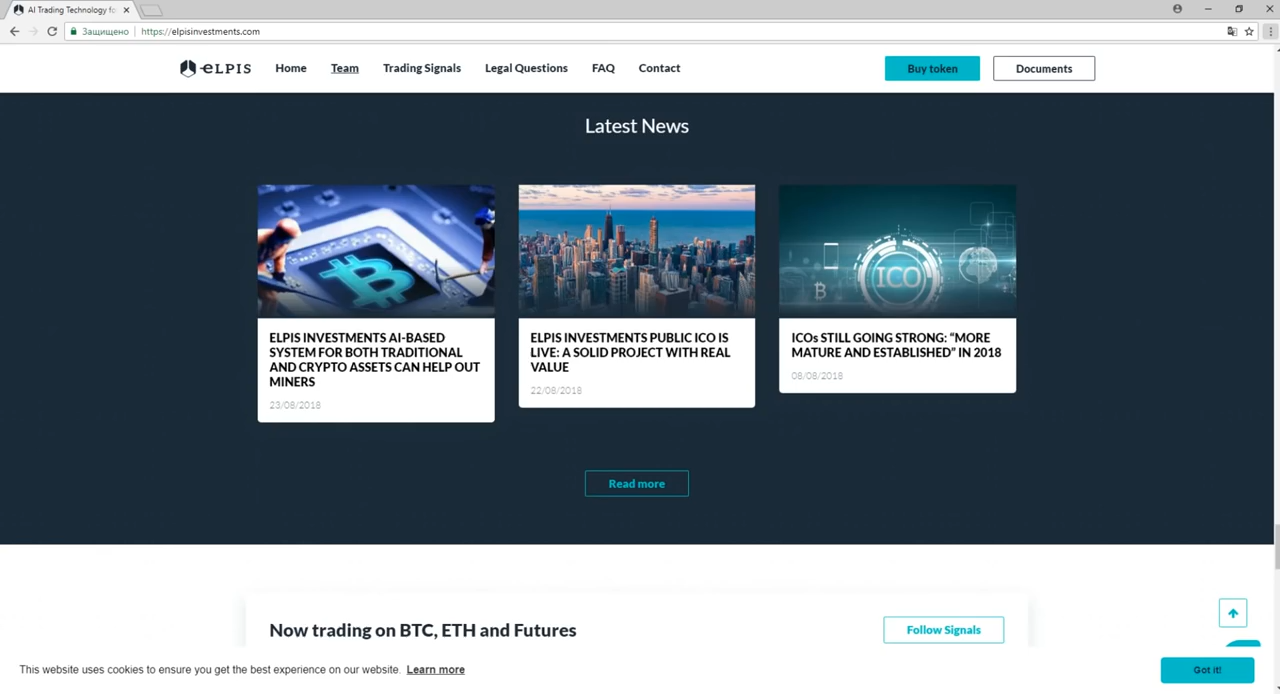 AI Trading Technology fo
Защищено
https://elpisinvestments.com
eLPIS
Home
Team
Trading Signals
Legal Questions
FAQ
Contact
Buy token
Documents
Latest News
ICO
ELPIS INVESTMENTS AI-BASED
SYSTEM FOR BOTH TRADITIONAL
AND CRYPTO ASSETS CAN HELP OUT
MINERS
23/08/2018
ELPIS INVESTMENTS PUBLIC ICO IS
LIVE: A SOLID PROJECT WITH REAL
VALUE
22/08/2018
ICOs STILL GOING STRONG: “MORE
MATURE AND ESTABLISHED” IN 2018
08/08/2018
Read more
Now trading on BTC, ETH and Futures
Follow Signals
This website uses cookies to ensure you get the best experience on our website. Learn more
Got it!